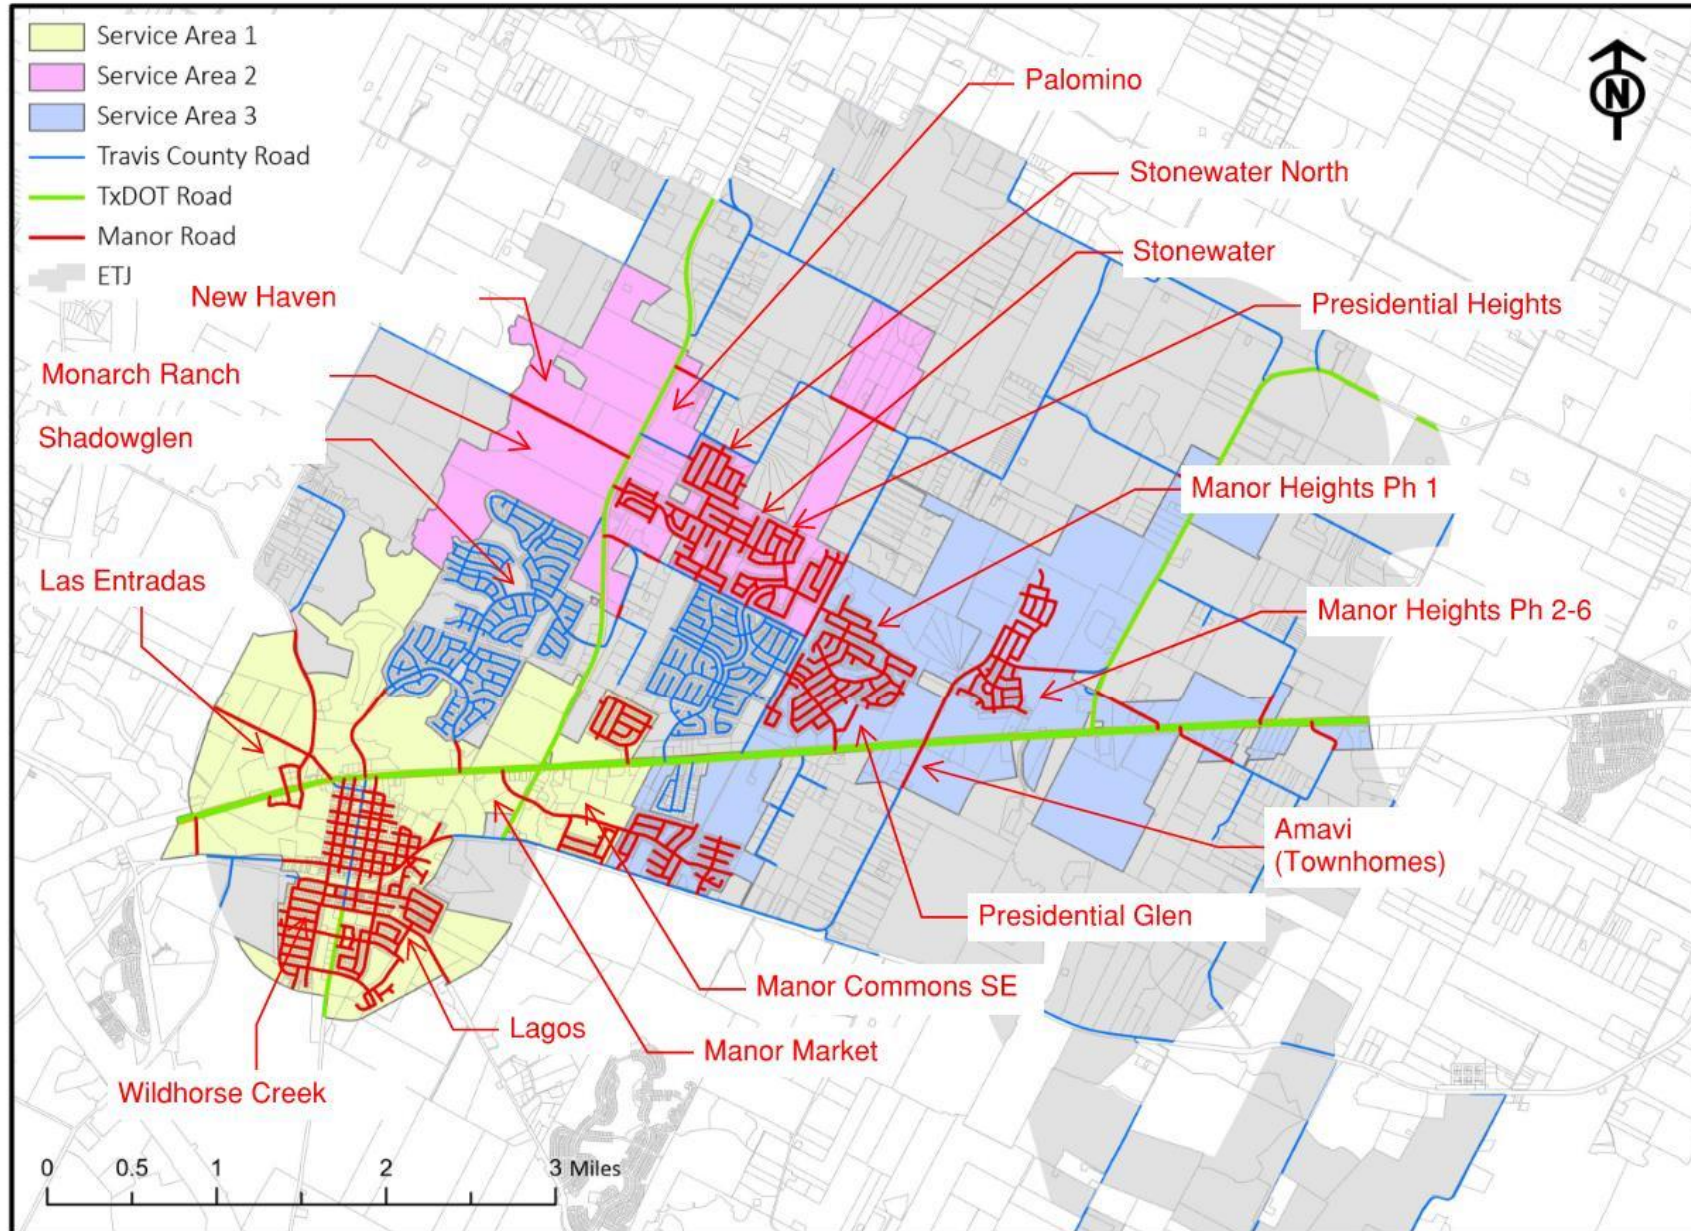 Service Area 1
Service Area 2
Service Area 3
Travis County Road
TxDOT Road
Manor Road
ETJ
N
Palomino
Stonewater North
Stonewater
Presidential Heights
New Haven
Monarch Ranch
Shadowglen
Manor Heights Ph 1
Las Entradas
Manor Heights Ph 2-6
Amavi
(Townhomes)
Presidential Glen
Manor Commons SE
Lagos
Manor Market
Wildhorse Creek
0 0.5 1 2 3 Miles